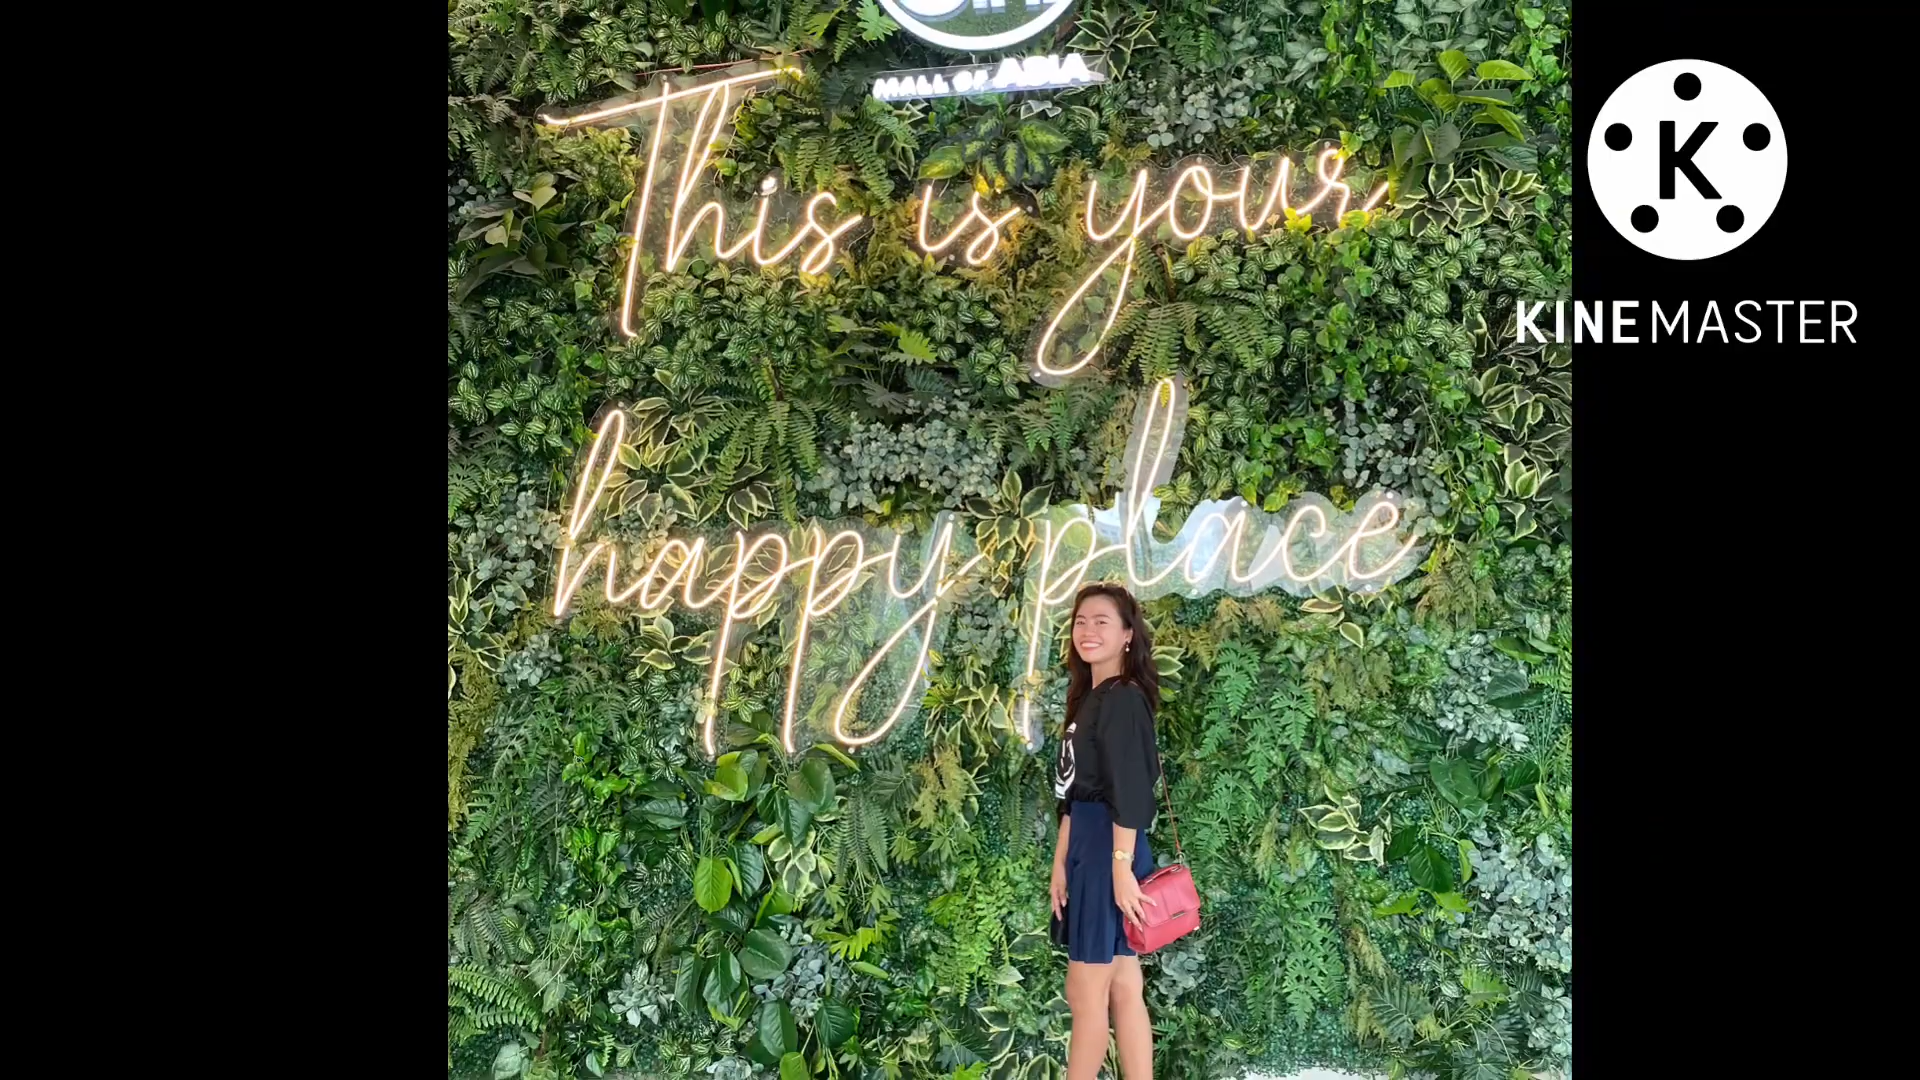 MALL OF ASIA
This is your
happy place
K
KINEMASTER